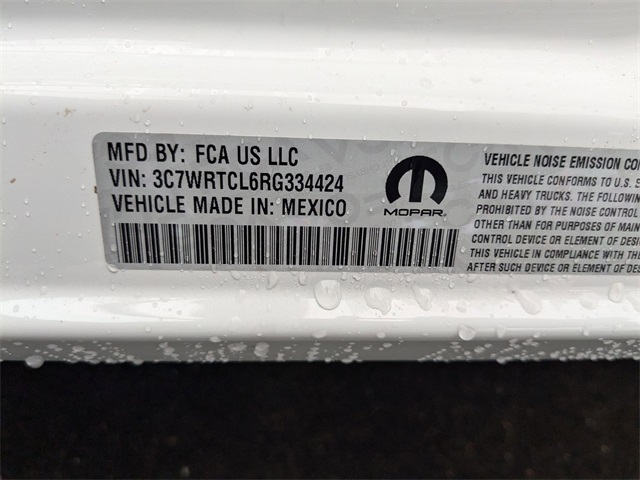 MFD BY: FCA US LLC
VIN: 3C7WRTCL6RG334424
VEHICLE MADE IN: MEXICO
MOPAR
VEHICLE NOISE EMISSION CO
THIS VEHICLE CONFORMS TO U.S.
AND HEAVY TRUCKS. THE FOLLOWING
PROHIBITED BY THE NOISE CONTROL
OTHER THAN FOR PURPOSES OF MAIN
CONTROL DEVICE OR ELEMENT OF DESI
THIS VEHICLE IN COMPLIANCE WITH THE
AFTER SUCH DEVICE OR ELEMENT OF DE